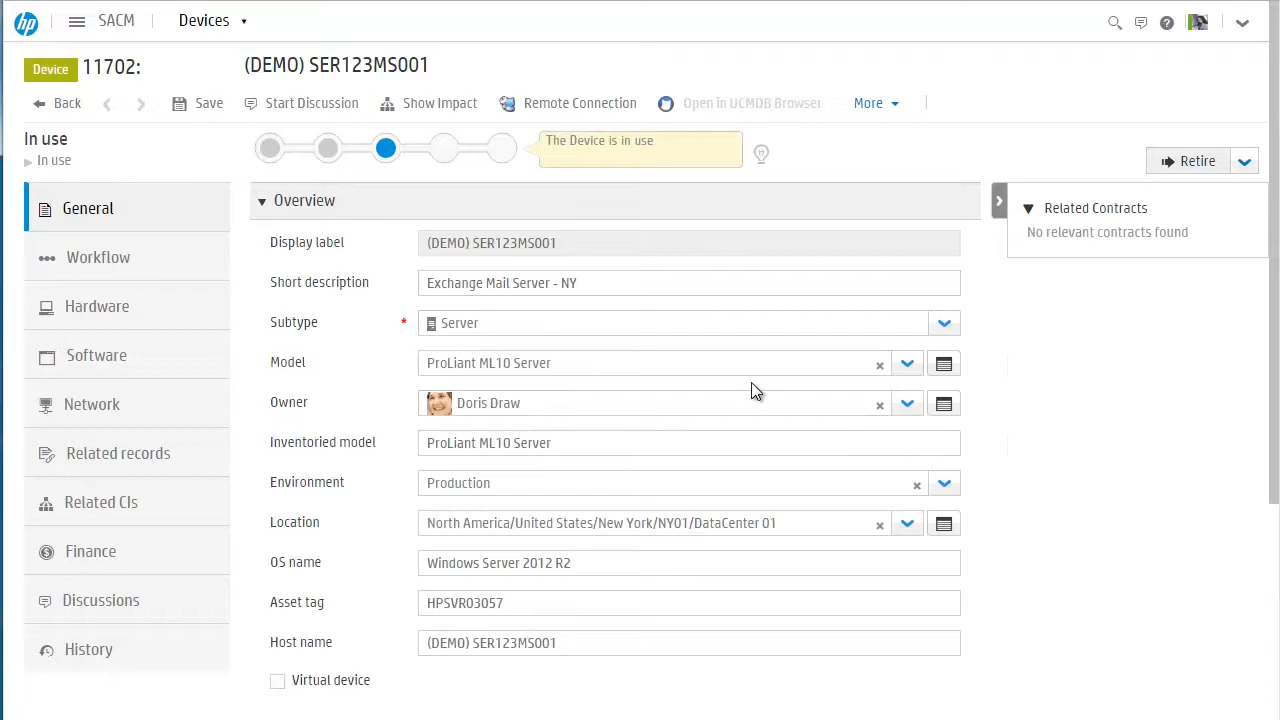 hp SACM Devices
Device 11702: (DEMO) SER123MS001
Back Save Start Discussion Show Impact Remote Connection Open in UCMDB Browser More
In use
In use
The Device is in use
Retire
General
Workflow
Hardware
Software
Network
Related records
Related CIs
Finance
Discussions
History
Overview
Display label (DEMO) SER123MS001
Short description Exchange Mail Server - NY
Subtype * Server
Model ProLiant ML10 Server
Owner Doris Draw
Inventoried model ProLiant ML10 Server
Environment Production
Location North America/United States/New York/NY01/DataCenter 01
OS name Windows Server 2012 R2
Asset tag HPSVR03057
Host name (DEMO) SER123MS001
Virtual device
Related Contracts
No relevant contracts found